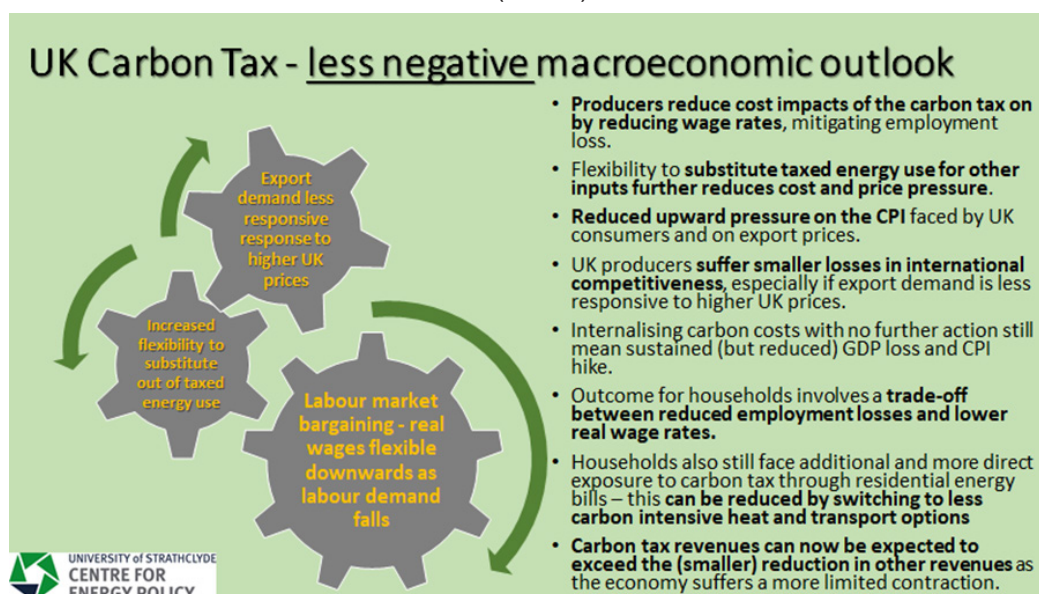 UK Carbon Tax - less negative macroeconomic outlook
Export
demand less
responsive
response to
higher UK
prices
Increased
flexibility to
substitute
out of taxed
energy use
Labour market
bargaining - real
wages flexible
downwards as
labour demand
falls
• Producers reduce cost impacts of the carbon tax on
by reducing wage rates, mitigating employment
loss.
• Flexibility to substitute taxed energy use for other
inputs further reduces cost and price pressure.
• Reduced upward pressure on the CPI faced by UK
consumers and on export prices.
• UK producers suffer smaller losses in international
competitiveness, especially if export demand is less
responsive to higher UK prices.
• Internalising carbon costs with no further action still
mean sustained (but reduced) GDP loss and CPI
hike.
• Outcome for households involves a trade-off
between reduced employment losses and lower
real wage rates.
• Households also still face additional and more direct
exposure to carbon tax through residential energy
bills – this can be reduced by switching to less
carbon intensive heat and transport options
• Carbon tax revenues can now be expected to
exceed the (smaller) reduction in other revenues as
the economy suffers a more limited contraction.
UNIVERSITY of STRATHCLYDE
CENTRE FOR
ENERGY POLICY